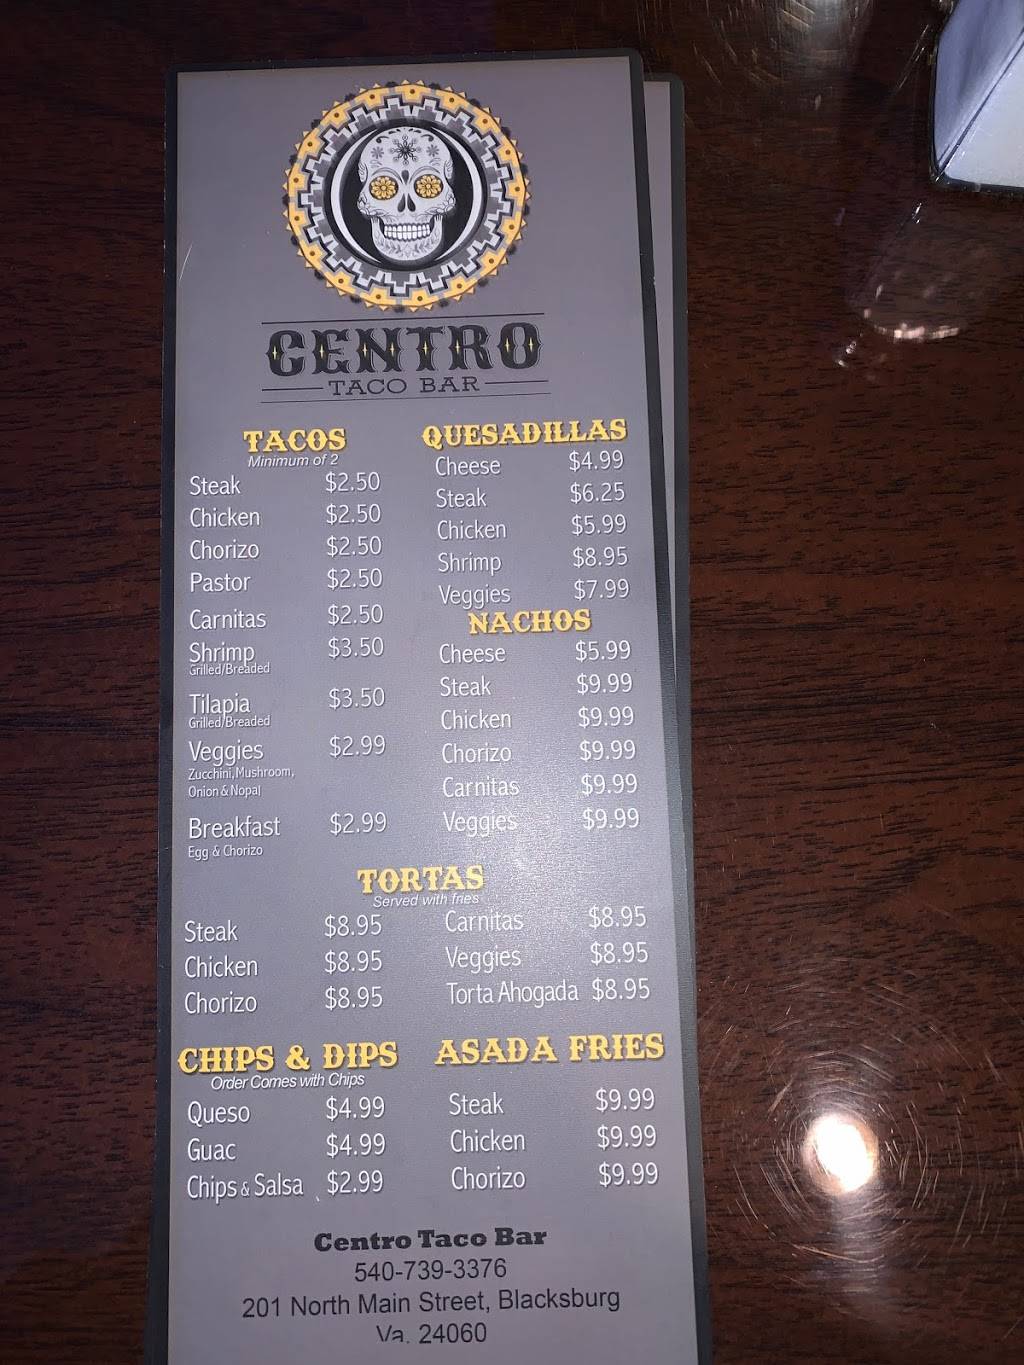 CENTRO
TACO BAR
TACOS
Minimum of 2
Steak $2.50
Chicken $2.50
Chorizo $2.50
Pastor $2.50
Carnitas $2.50
Shrimp $3.50
Grilled/Breaded
Tilapia $3.50
Grilled/Breaded
Veggies $2.99
Zucchini, Mushroom,
Onion & Nopal
Breakfast $2.99
Egg & Chorizo
QUESADILLAS
Cheese $4.99
Steak $6.25
Chicken $5.99
Shrimp $8.95
Veggies $7.99
NACHOS
Cheese $5.99
Steak $9.99
Chicken $9.99
Chorizo $9.99
Carnitas $9.99
Veggies $9.99
TORTAS
Served with fries
Steak $8.95
Chicken $8.95
Chorizo $8.95
Carnitas $8.95
Veggies $8.95
Torta Ahogada $8.95
CHIPS & DIPS
Order Comes with Chips
Queso $4.99
Guac $4.99
Chips & Salsa $2.99
ASADA FRIES
Steak $9.99
Chicken $9.99
Chorizo $9.99
Centro Taco Bar
540-739-3376
201 North Main Street, Blacksburg
Va. 24060